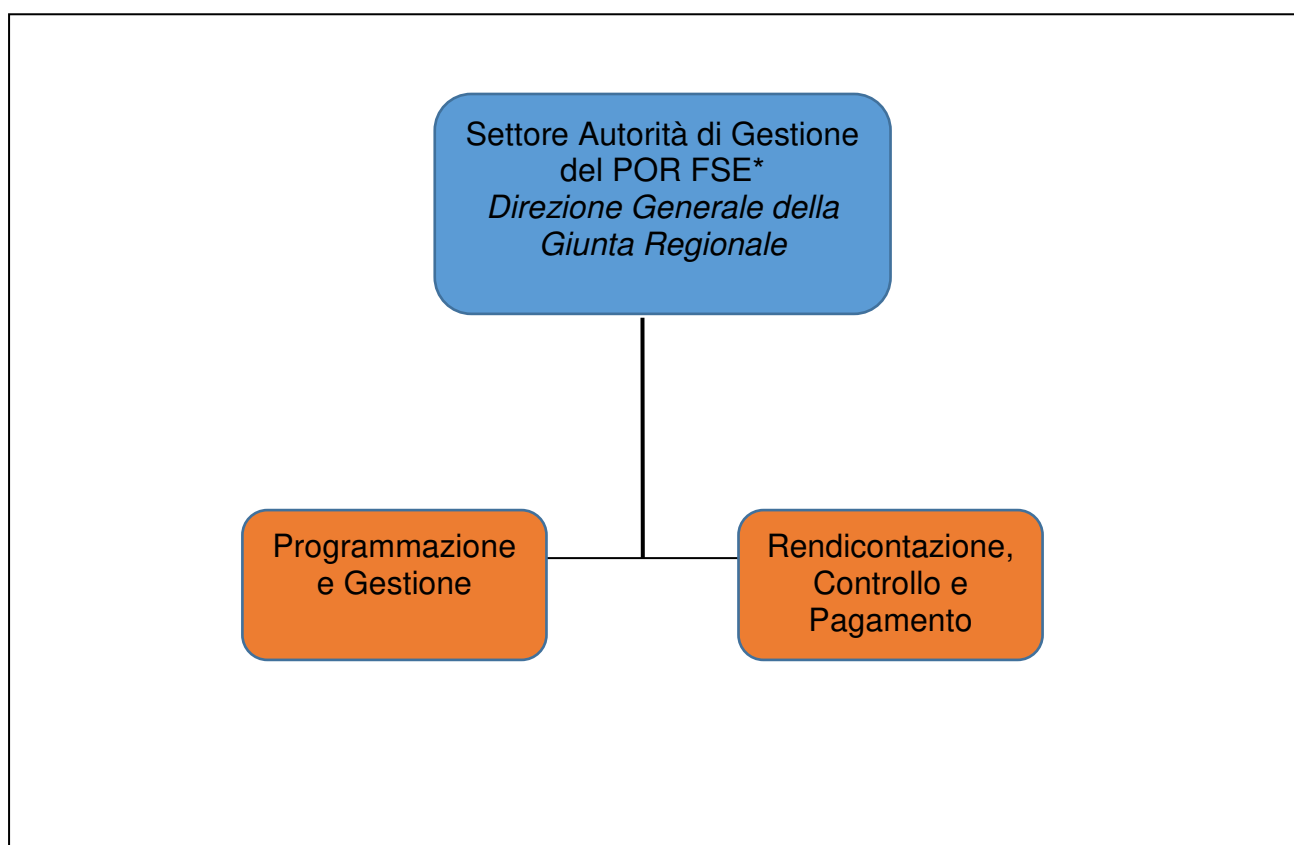 Settore Autorità di Gestione
del POR FSE*
Direzione Generale della
Giunta Regionale
Programmazione
e Gestione
Rendicontazione,
Controllo e
Pagamento